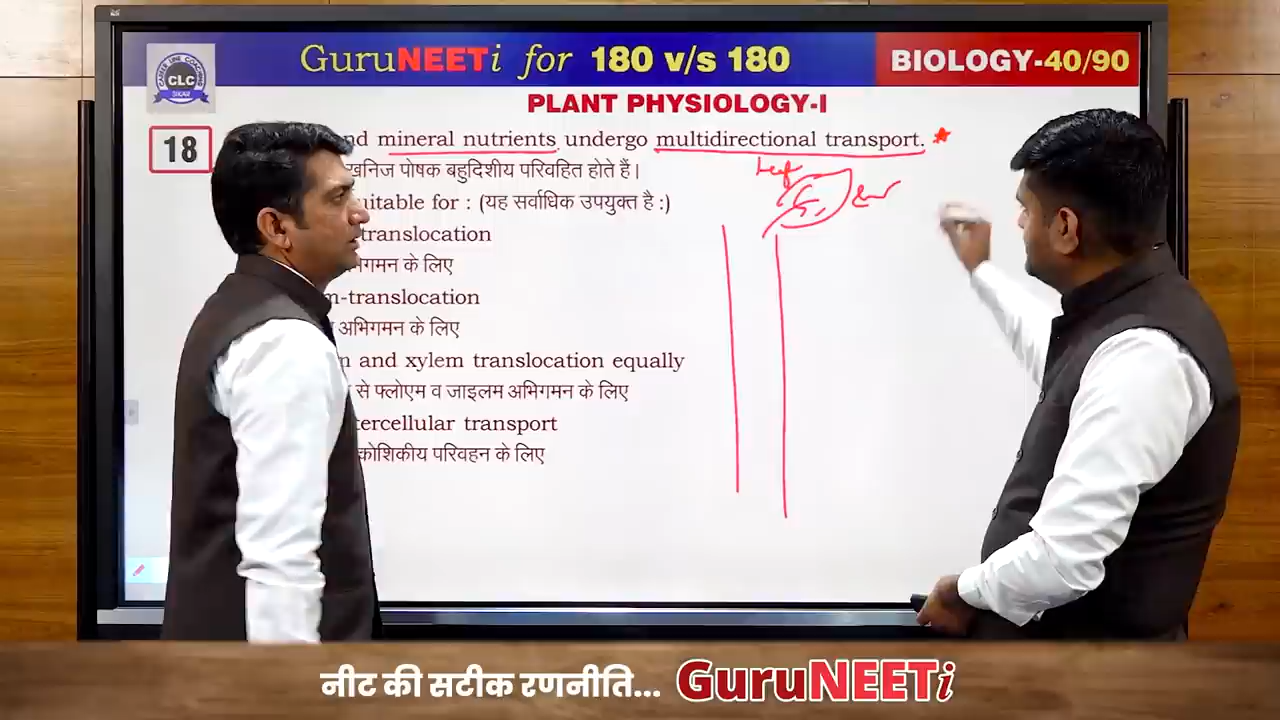 GuruNEETi for 180 v/s 180
BIOLOGY-40/90
CLC
SIKAR
PLANT PHYSIOLOGY-I
18
nd mineral nutrients undergo multidirectional transport.
खनिज पोषक बहुदिशीय परिवहित होते हैं।
uitable for : (यह सर्वाधिक उपयुक्त है :)
translocation
के लिए
-translocation
अभिगमन के लिए
and xylem translocation equally
से फ्लोएम व जाइलम अभिगमन के लिए
tercellular transport
कोशिकीय परिवहन के लिए
नीट की सटीक रणनीति...
GuruNEETi